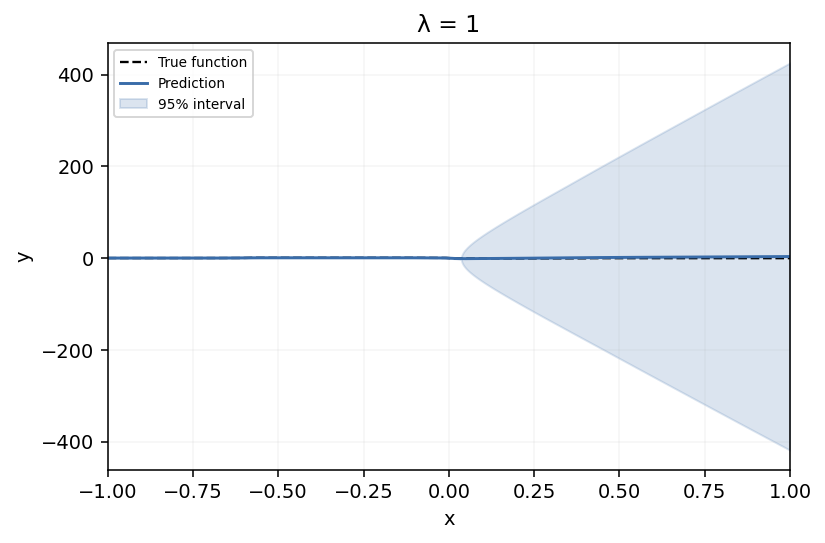 λ = 1
True function
Prediction
95% interval
400
200
0
−200
−400
y
−1.00 −0.75 −0.50 −0.25 0.00 0.25 0.50 0.75 1.00
x